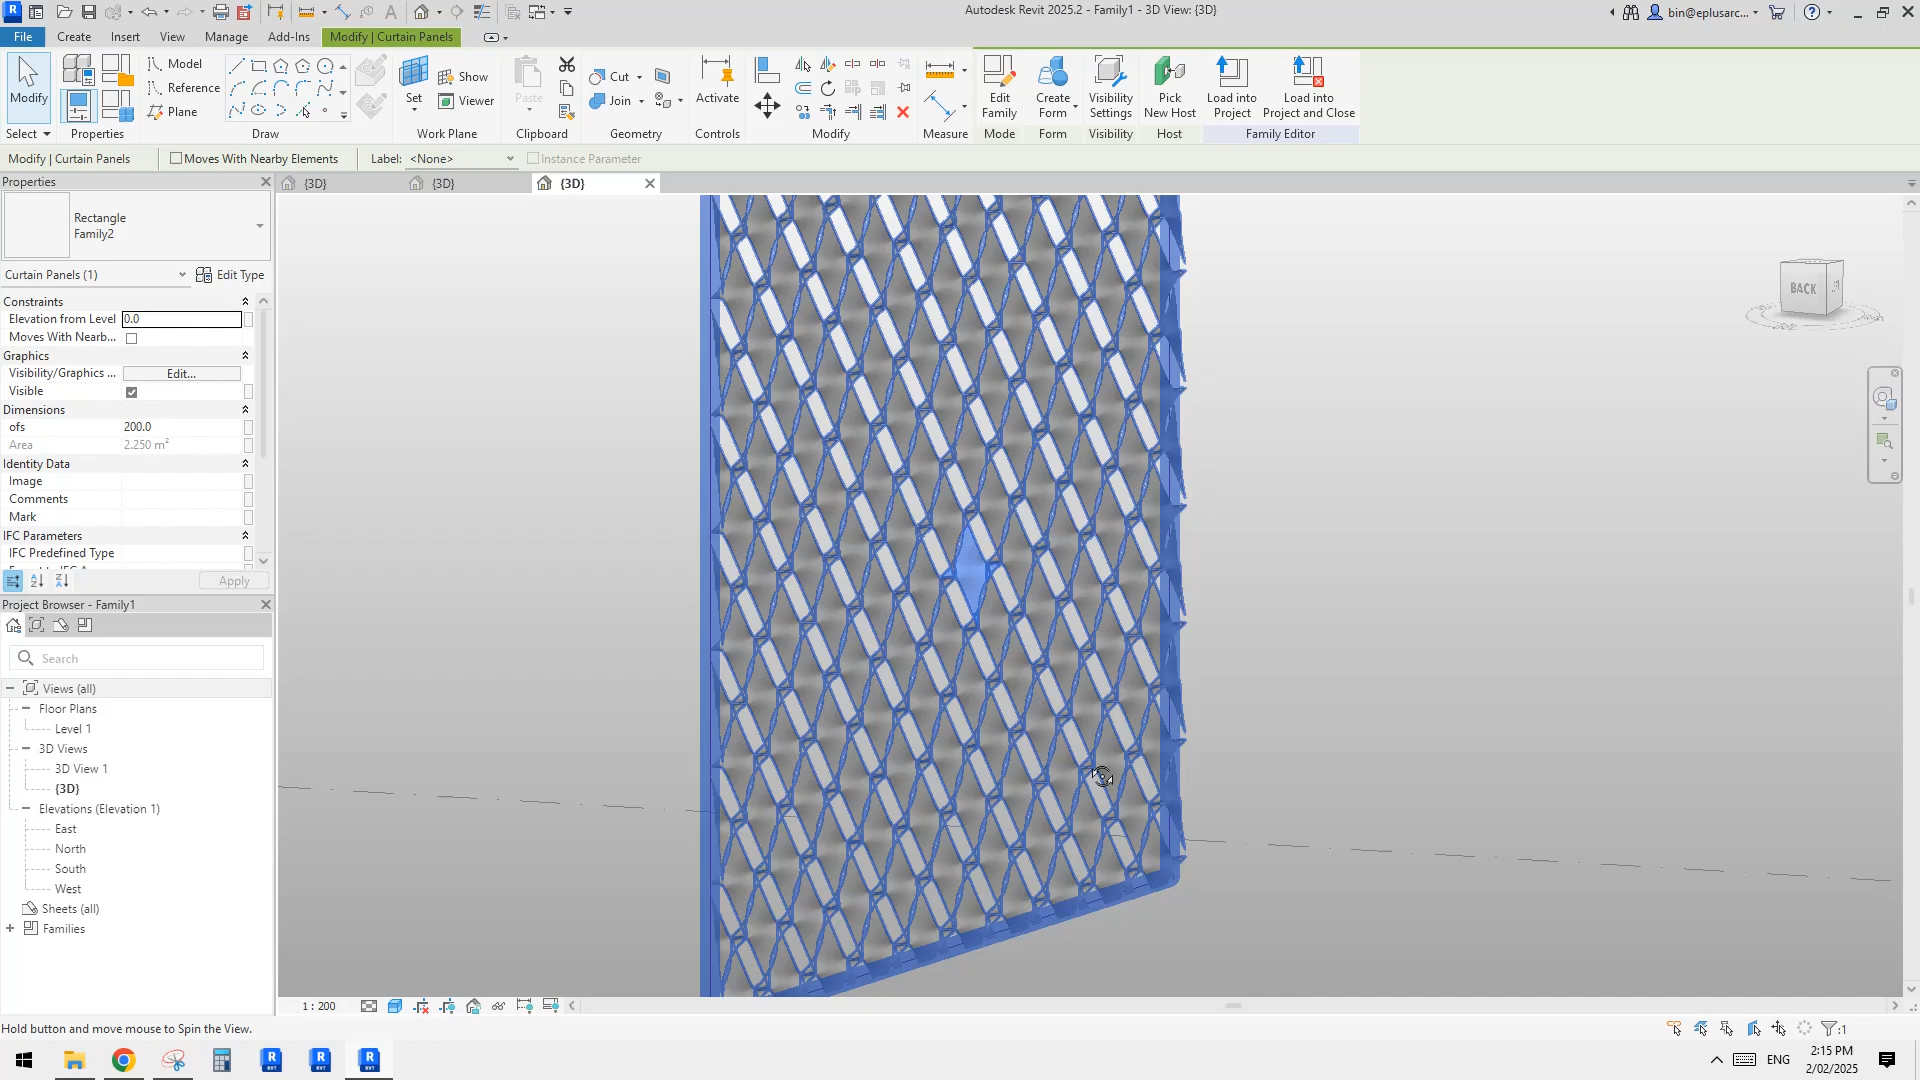 Autodesk Revit 2025.2 - Family1 - 3D View: {3D}
bin@eplusarc...
File Create Insert View Manage Add-Ins Modify | Curtain Panels
Modify
Select
Properties
Model
Reference
Plane
Draw
Set
Show
Viewer
Work Plane
Paste
Clipboard
Cut
Join
Geometry
Activate
Controls
Modify
Measure
Edit
Family
Mode
Create
Form
Form
Visibility
Settings
Visibility
Pick
New Host
Host
Load into
Project
Load into
Project and Close
Family Editor
Modify | Curtain Panels Moves With Nearby Elements Label: <None> Instance Parameter
Properties
{3D} {3D} {3D}
Rectangle
Family2
Curtain Panels (1) Edit Type
Constraints
Elevation from Level 0.0
Moves With Nearb...
Graphics
Visibility/Graphics ... Edit...
Visible
Dimensions
ofs 200.0
Area 2.250 m²
Identity Data
Image
Comments
Mark
IFC Parameters
IFC Predefined Type
Apply
Project Browser - Family1
Search
Views (all)
Floor Plans
Level 1
3D Views
3D View 1
{3D}
Elevations (Elevation 1)
East
North
South
West
Sheets (all)
Families
BACK
1 : 200
Hold button and move mouse to Spin the View.
:1
ENG
2:15 PM
2/02/2025